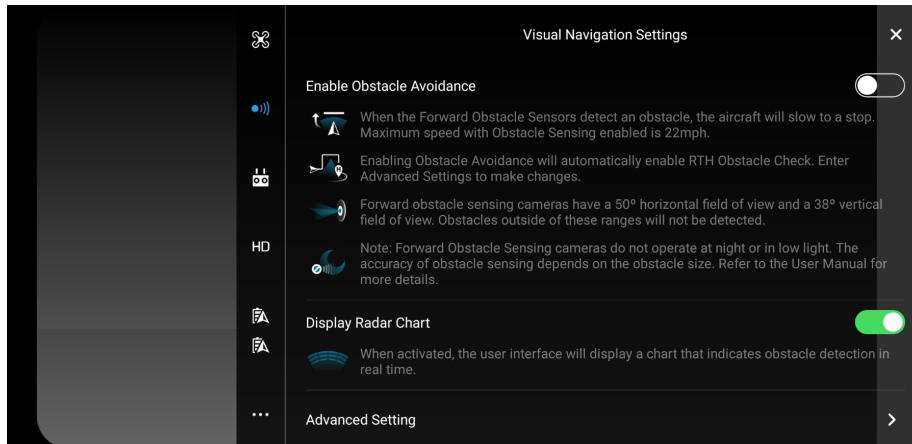 Visual Navigation Settings
Enable Obstacle Avoidance
When the Forward Obstacle Sensors detect an obstacle, the aircraft will slow to a stop.
Maximum speed with Obstacle Sensing enabled is 22mph.
Enabling Obstacle Avoidance will automatically enable RTH Obstacle Check. Enter
Advanced Settings to make changes.
Forward obstacle sensing cameras have a 50º horizontal field of view and a 38º vertical
field of view. Obstacles outside of these ranges will not be detected.
HD
Note: Forward Obstacle Sensing cameras do not operate at night or in low light. The
accuracy of obstacle sensing depends on the obstacle size. Refer to the User Manual for
more details.
Display Radar Chart
When activated, the user interface will display a chart that indicates obstacle detection in
real time.
Advanced Setting